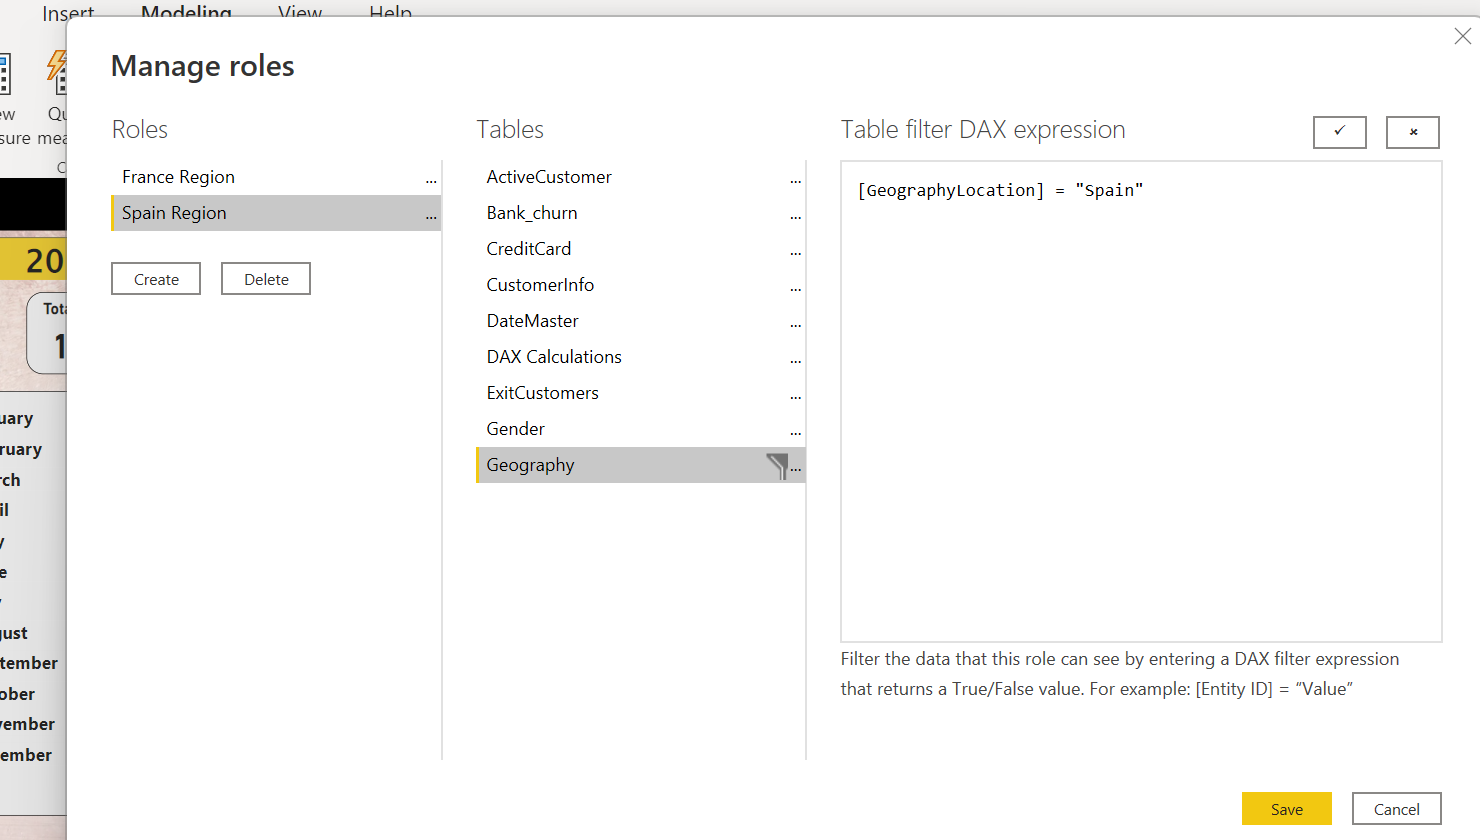 Insert Modeling View Help
Manage roles
Roles
Tables
Table filter DAX expression
France Region
...
Spain Region
...
Create
Delete
ActiveCustomer
...
Bank_churn
...
CreditCard
...
CustomerInfo
...
DateMaster
...
DAX Calculations
...
ExitCustomers
...
Gender
...
Geography
...
[GeographyLocation] = "Spain"
Filter the data that this role can see by entering a DAX filter expression
that returns a True/False value. For example: [Entity ID] = “Value”
Save
Cancel
ew
Qu
sure mea
C
20
Tota
1
uary
ruary
rch
il
y
e
gust
tember
ober
vember
ember